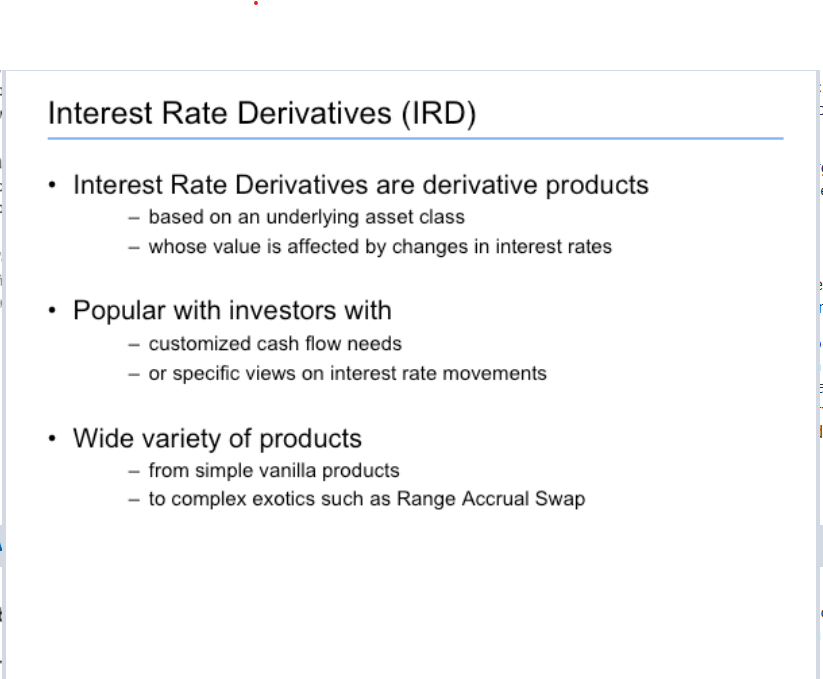 Interest Rate Derivatives (IRD)
• Interest Rate Derivatives are derivative products
– based on an underlying asset class
– whose value is affected by changes in interest rates
• Popular with investors with
– customized cash flow needs
– or specific views on interest rate movements
• Wide variety of products
– from simple vanilla products
– to complex exotics such as Range Accrual Swap